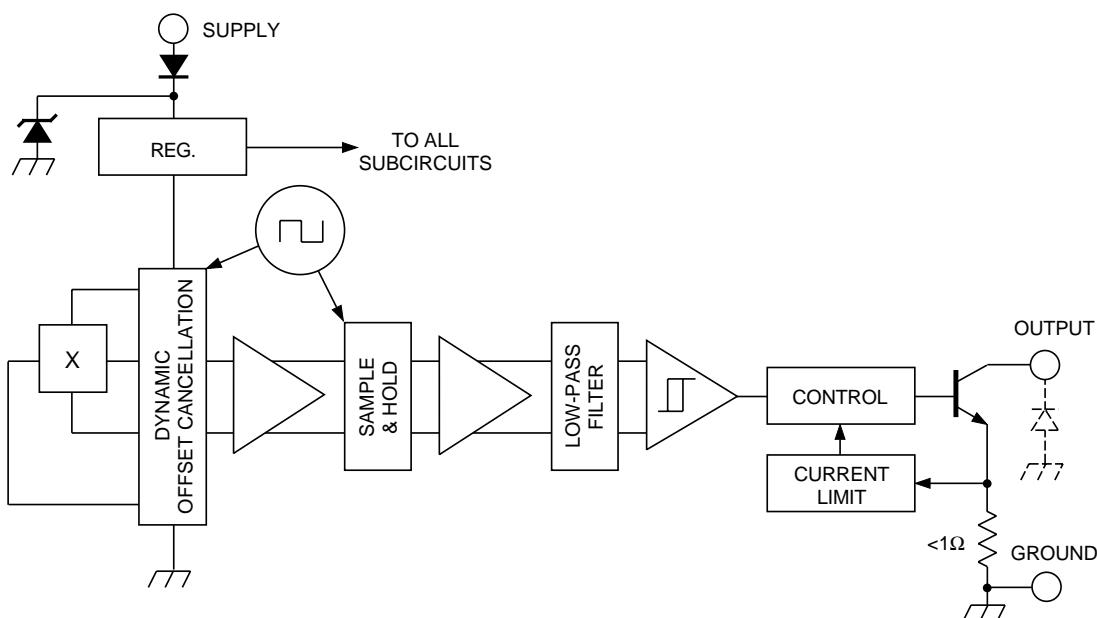 SUPPLY
REG.
TO ALL
SUBCIRCUITS
X
DYNAMIC
OFFSET CANCELLATION
SAMPLE
& HOLD
LOW-PASS
FILTER
CONTROL
CURRENT
LIMIT
OUTPUT
<1Ω
GROUND